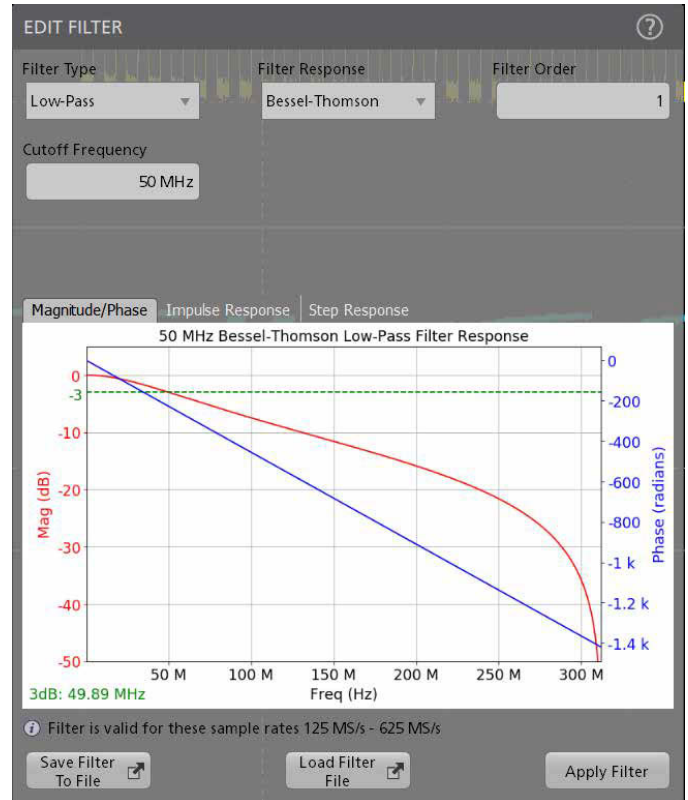 EDIT FILTER
?
Filter Type
Filter Response
Filter Order
Low-Pass
Bessel-Thomson
1
Cutoff Frequency
50 MHz
Magnitude/Phase
Impulse Response
Step Response
50 MHz Bessel-Thomson Low-Pass Filter Response
0
-3
-10
-20
-30
-40
-50
Mag (dB)
0
-200
-400
-600
-800
-1 k
-1.2 k
-1.4 k
Phase (radians)
50 M
100 M
150 M
200 M
250 M
300 M
3dB: 49.89 MHz
Freq (Hz)
i Filter is valid for these sample rates 125 MS/s - 625 MS/s
Save Filter
To File
Load Filter
File
Apply Filter